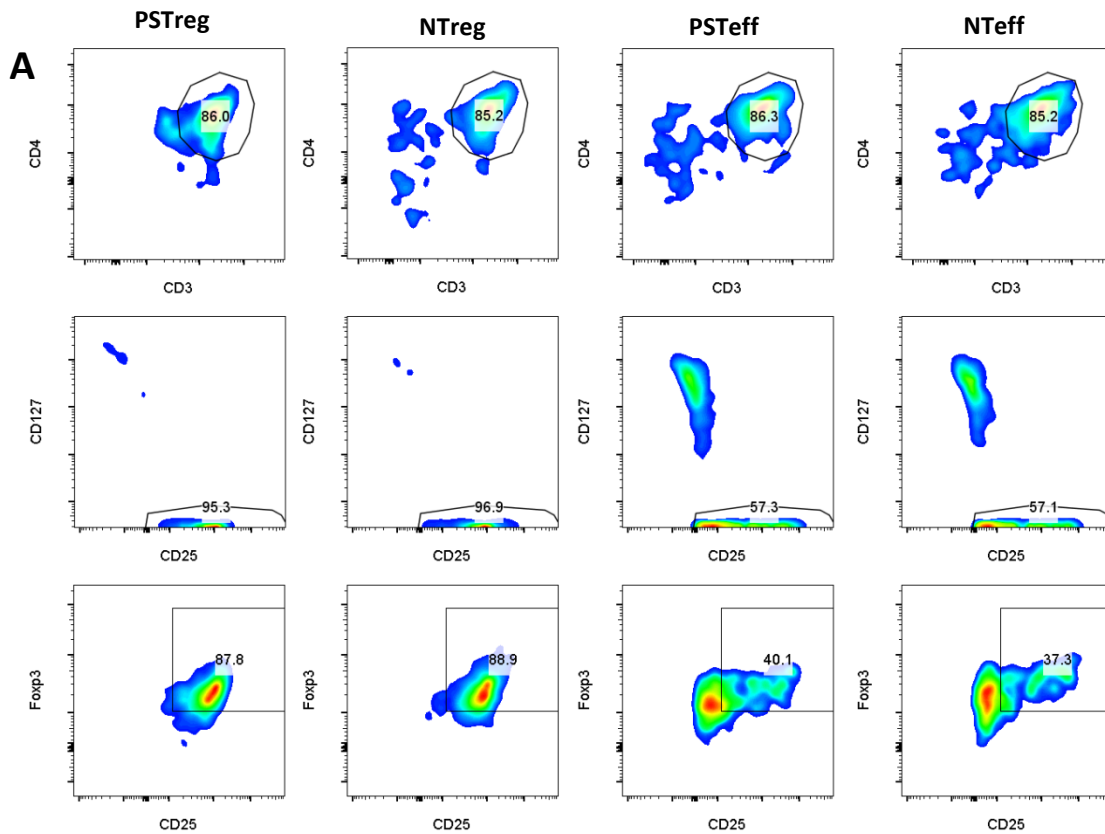 PSTreg NTreg PSTeff NTeff
A
CD4 86.0 CD4 85.2 CD4 86.3 CD4 85.2
CD3 CD3 CD3 CD3
CD127 95.3 CD127 96.9 CD127 57.3 CD127 57.1
CD25 CD25 CD25 CD25
Foxp3 87.8 Foxp3 88.9 Foxp3 40.1 Foxp3 37.3
CD25 CD25 CD25 CD25